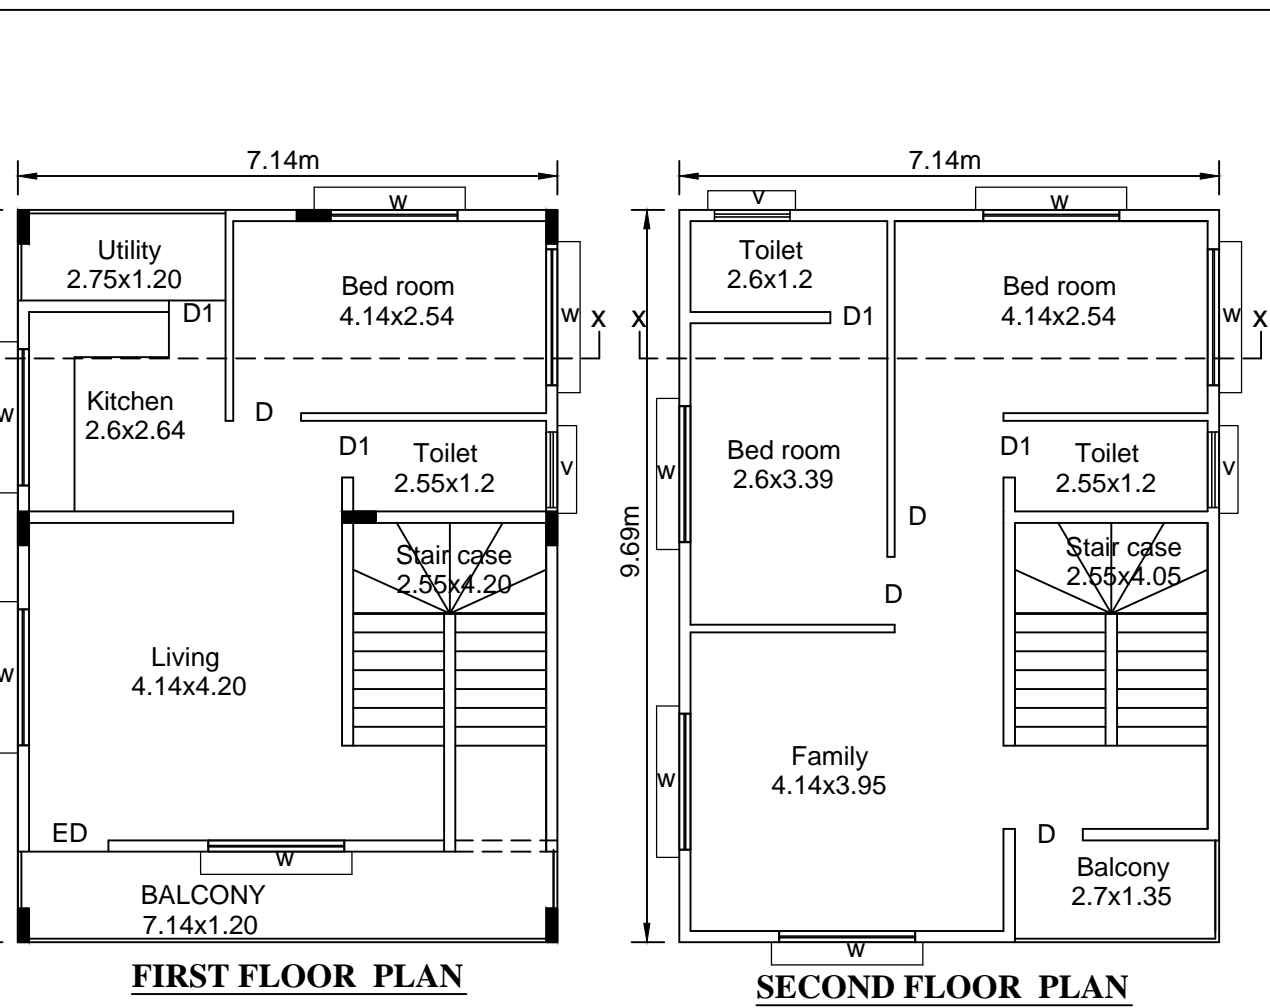 7.14m
w
Utility
2.75x1.20
Bed room
4.14x2.54
D1
w
X
w
Kitchen
2.6x2.64
D
D1
Toilet
2.55x1.2
v
Stair case
2.55x4.20
Living
4.14x4.20
w
ED
w
BALCONY
7.14x1.20
FIRST FLOOR PLAN
7.14m
v
w
Toilet
2.6x1.2
Bed room
4.14x2.54
X
D1
w
X
Bed room
2.6x3.39
w
D1
Toilet
2.55x1.2
v
9.69m
D
Stair case
2.55x4.05
D
Family
4.14x3.95
w
D
Balcony
2.7x1.35
w
SECOND FLOOR PLAN